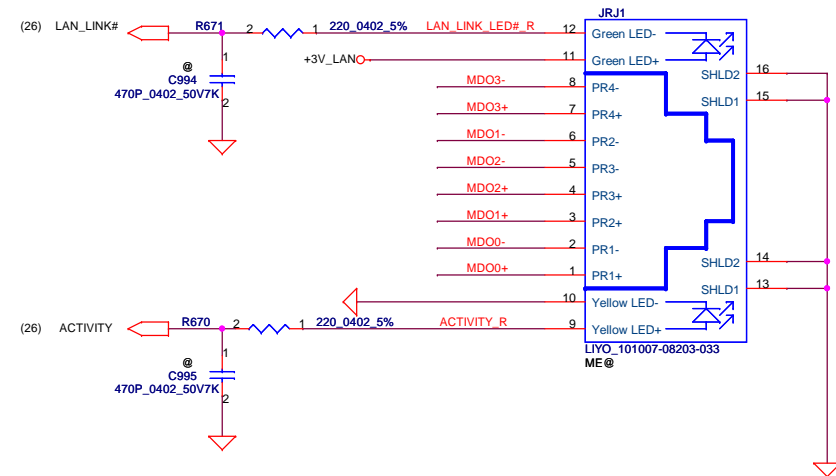 JRJ1
(26) LAN_LINK# R671 2 1 220_0402_5% LAN_LINK_LED#_R 12 Green LED-
+3V_LAN 11 Green LED+
1 @ C994 470P_0402_50V7K 2
SHLD2 16
SHLD1 15
MDO3- 8 PR4-
MDO3+ 7 PR4+
MDO1- 6 PR2-
MDO2- 5 PR3-
MDO2+ 4 PR3+
MDO1+ 3 PR2+
MDO0- 2 PR1-
MDO0+ 1 PR1+
SHLD2 14
SHLD1 13
10 Yellow LED-
(26) ACTIVITY R670 2 1 220_0402_5% ACTIVITY_R 9 Yellow LED+
LIYO_101007-08203-033
ME@
1 @ C995 470P_0402_50V7K 2